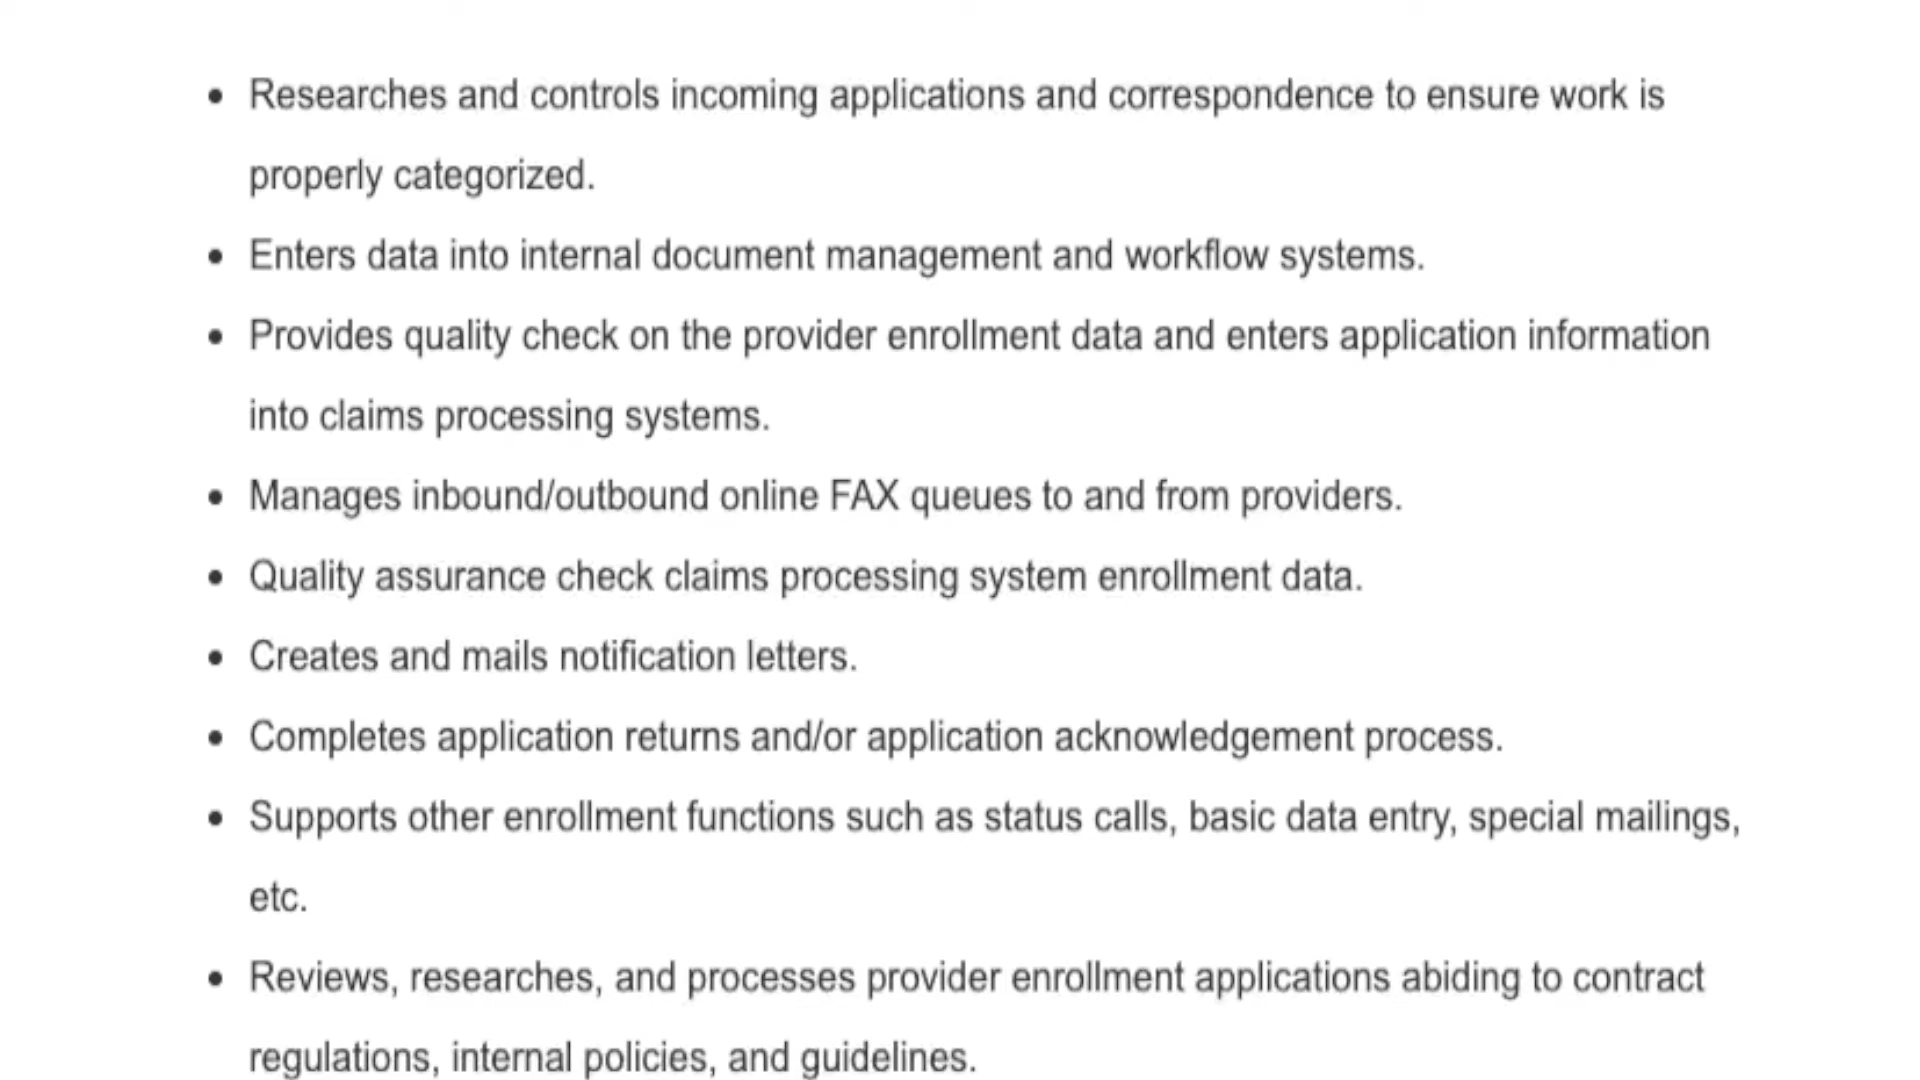 • Researches and controls incoming applications and correspondence to ensure work is
properly categorized.
• Enters data into internal document management and workflow systems.
• Provides quality check on the provider enrollment data and enters application information
into claims processing systems.
• Manages inbound/outbound online FAX queues to and from providers.
• Quality assurance check claims processing system enrollment data.
• Creates and mails notification letters.
• Completes application returns and/or application acknowledgement process.
• Supports other enrollment functions such as status calls, basic data entry, special mailings,
etc.
• Reviews, researches, and processes provider enrollment applications abiding to contract
regulations, internal policies, and guidelines.